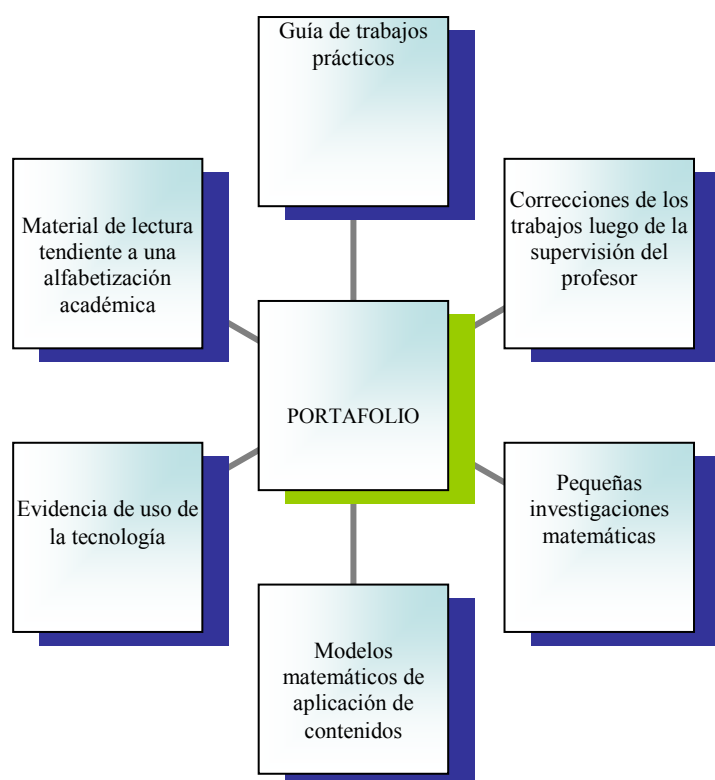 Guía de trabajos
prácticos
Material de lectura
tendiente a una
alfabetización
académica
Correcciones de los
trabajos luego de la
supervisión del
profesor
PORTAFOLIO
Evidencia de uso de
la tecnología
Pequeñas
investigaciones
matemáticas
Modelos
matemáticos de
aplicación de
contenidos